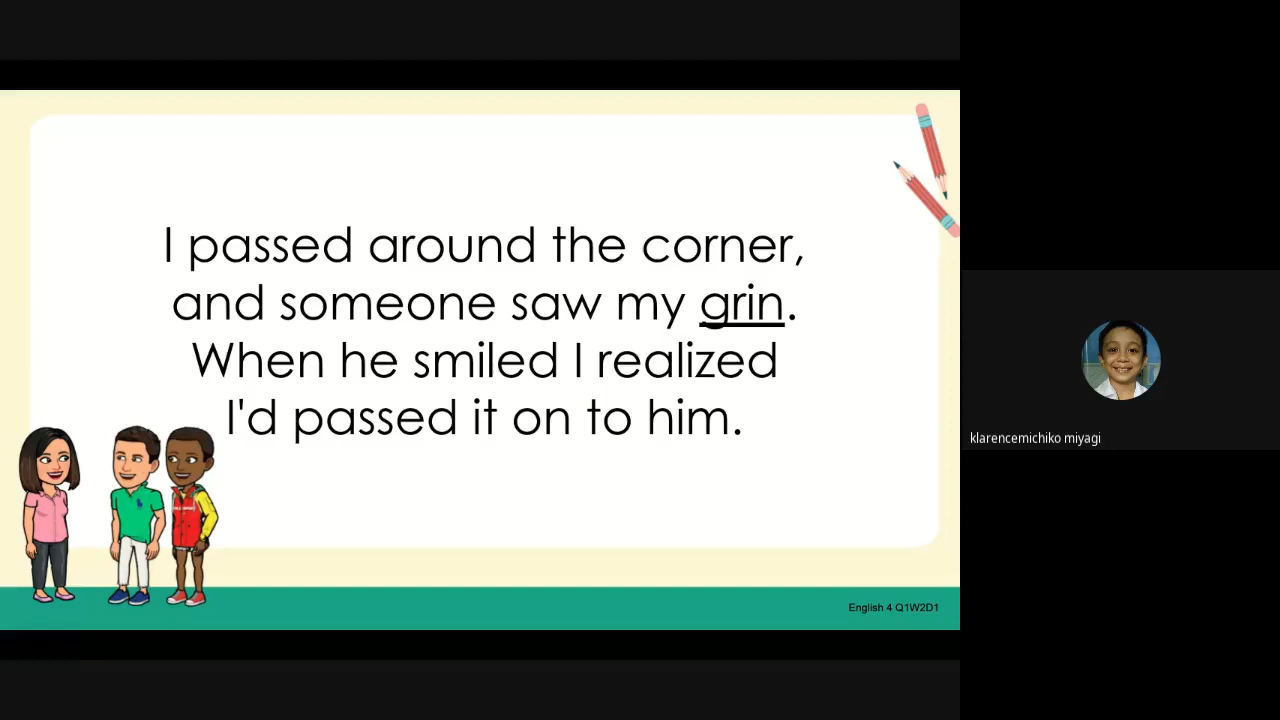 I passed around the corner,
and someone saw my grin.
When he smiled I realized
I'd passed it on to him.
English 4 Q1W2D1
klarencemichiko miyagi